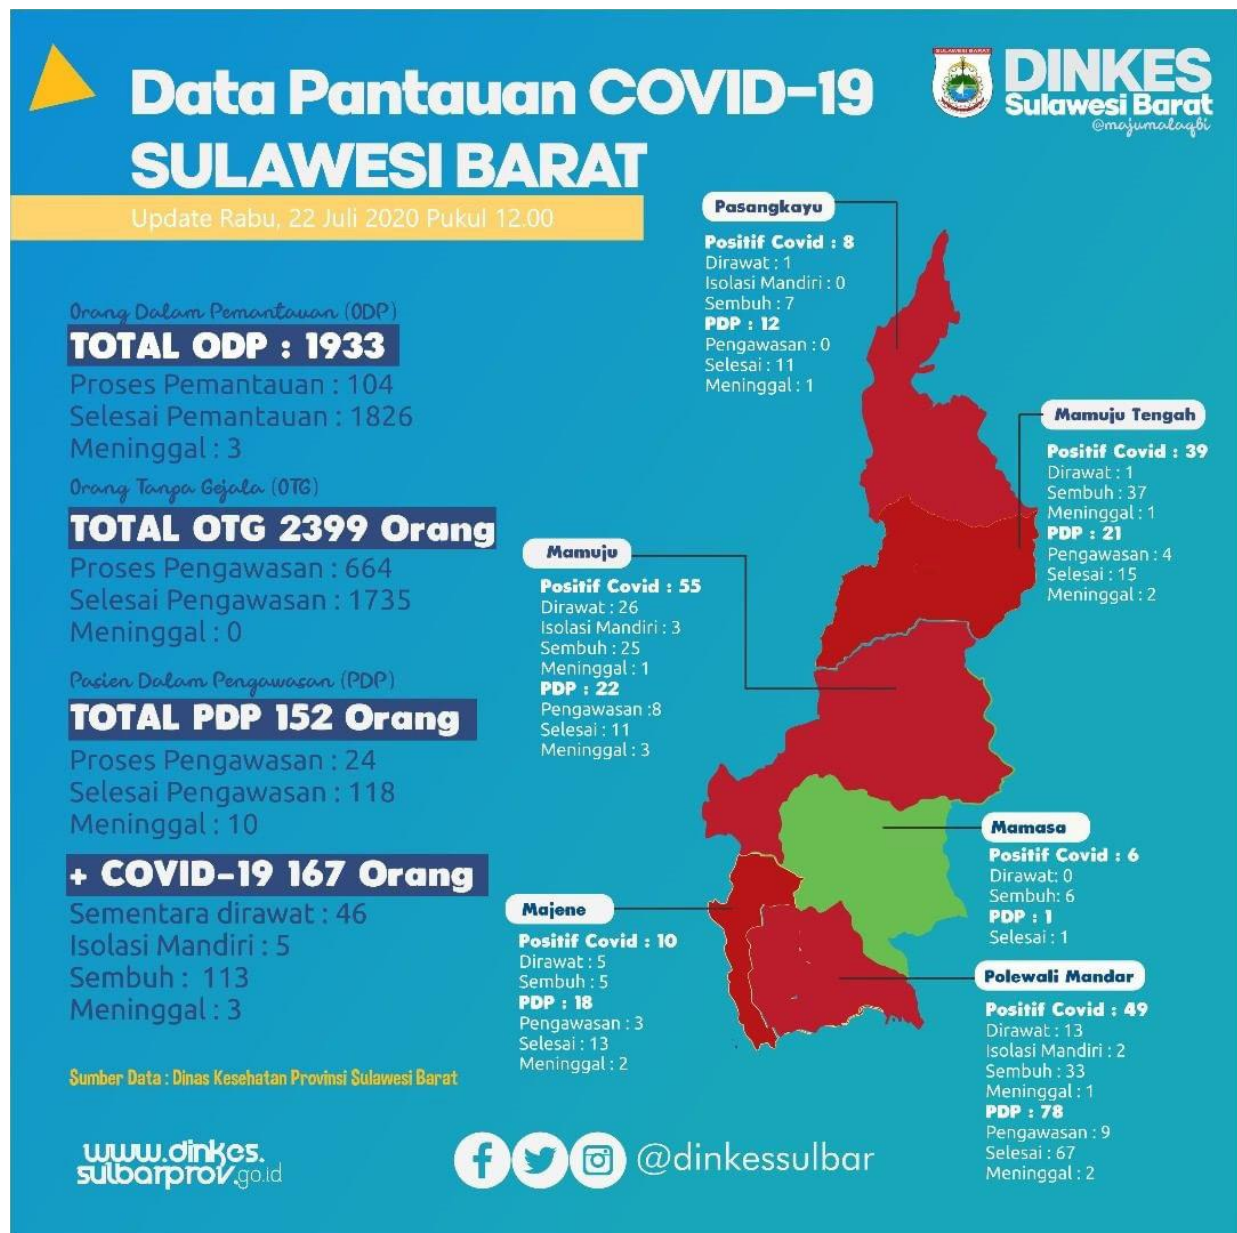 Data Pantauan COVID-19
SULAWESI BARAT
Update Rabu, 22 Juli 2020 Pukul 12.00
SULAWESI BARAT
DINKES
Sulawesi Barat
@majumalaqbi
Orang Dalam Pemantauan (ODP)
TOTAL ODP : 1933
Proses Pemantauan : 104
Selesai Pemantauan : 1826
Meninggal : 3
Orang Tanpa Gejala (OTG)
TOTAL OTG 2399 Orang
Proses Pengawasan : 664
Selesai Pengawasan : 1735
Meninggal : 0
Pasien Dalam Pengawasan (PDP)
TOTAL PDP 152 Orang
Proses Pengawasan : 24
Selesai Pengawasan : 118
Meninggal : 10
+ COVID-19 167 Orang
Sementara dirawat : 46
Isolasi Mandiri : 5
Sembuh : 113
Meninggal : 3
Sumber Data : Dinas Kesehatan Provinsi Sulawesi Barat
Pasangkayu
Positif Covid : 8
Dirawat : 1
Isolasi Mandiri : 0
Sembuh : 7
PDP : 12
Pengawasan : 0
Selesai : 11
Meninggal : 1
Mamuju Tengah
Positif Covid : 39
Dirawat : 1
Sembuh : 37
Meninggal : 1
PDP : 21
Pengawasan : 4
Selesai : 15
Meninggal : 2
Mamuju
Positif Covid : 55
Dirawat : 26
Isolasi Mandiri : 3
Sembuh : 25
Meninggal : 1
PDP : 22
Pengawasan :8
Selesai : 11
Meninggal : 3
Mamasa
Positif Covid : 6
Dirawat: 0
Sembuh: 6
PDP : 1
Selesai : 1
Majene
Positif Covid : 10
Dirawat : 5
Sembuh : 5
PDP : 18
Pengawasan : 3
Selesai : 13
Meninggal : 2
Polewali Mandar
Positif Covid : 49
Dirawat : 13
Isolasi Mandiri : 2
Sembuh : 33
Meninggal : 1
PDP : 78
Pengawasan : 9
Selesai : 67
Meninggal : 2
www.dinkes.
sulbarprov.go.id
@dinkessulbar